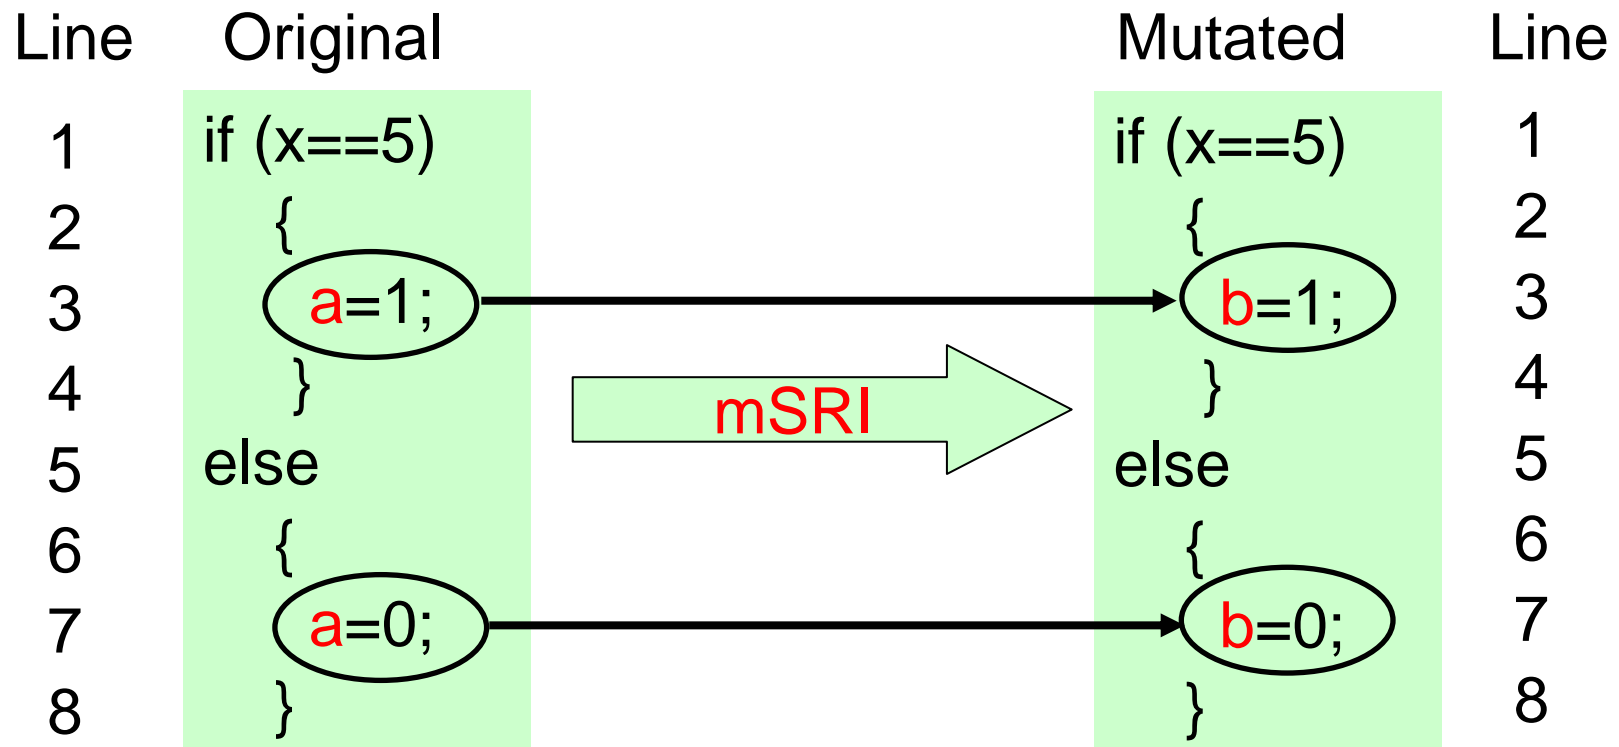 Line Original Mutated Line
1 if (x==5) if (x==5) 1
2 { { 2
3 a=1; b=1; 3
4 } } 4
mSRI
5 else else 5
6 { { 6
7 a=0; b=0; 7
8 } } 8